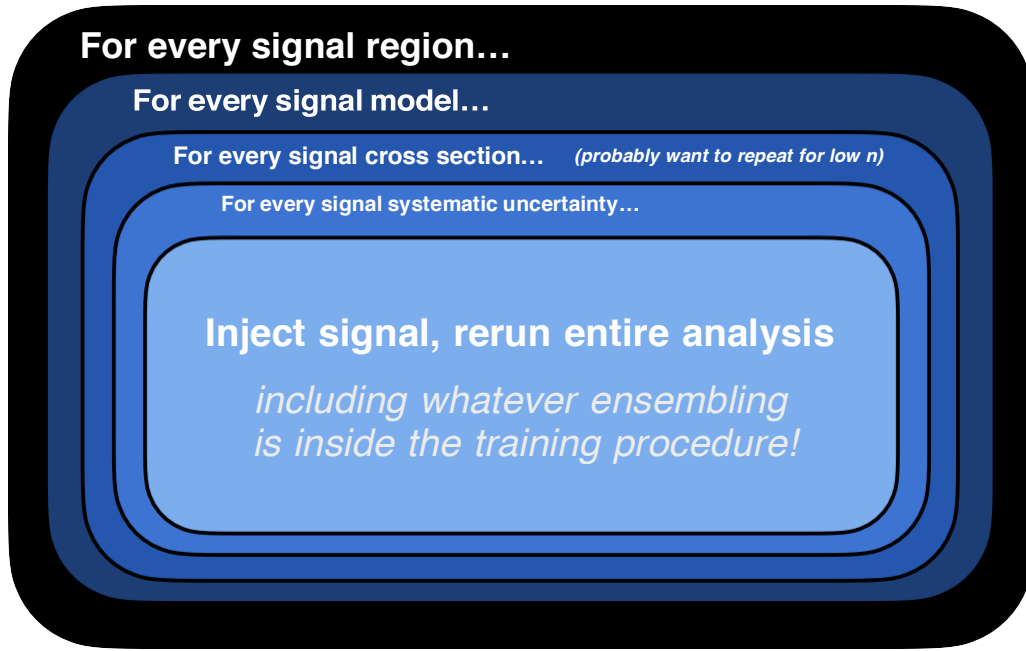 For every signal region…
For every signal model…
For every signal cross section… (probably want to repeat for low n)
For every signal systematic uncertainty…
Inject signal, rerun entire analysis
including whatever ensembling
is inside the training procedure!